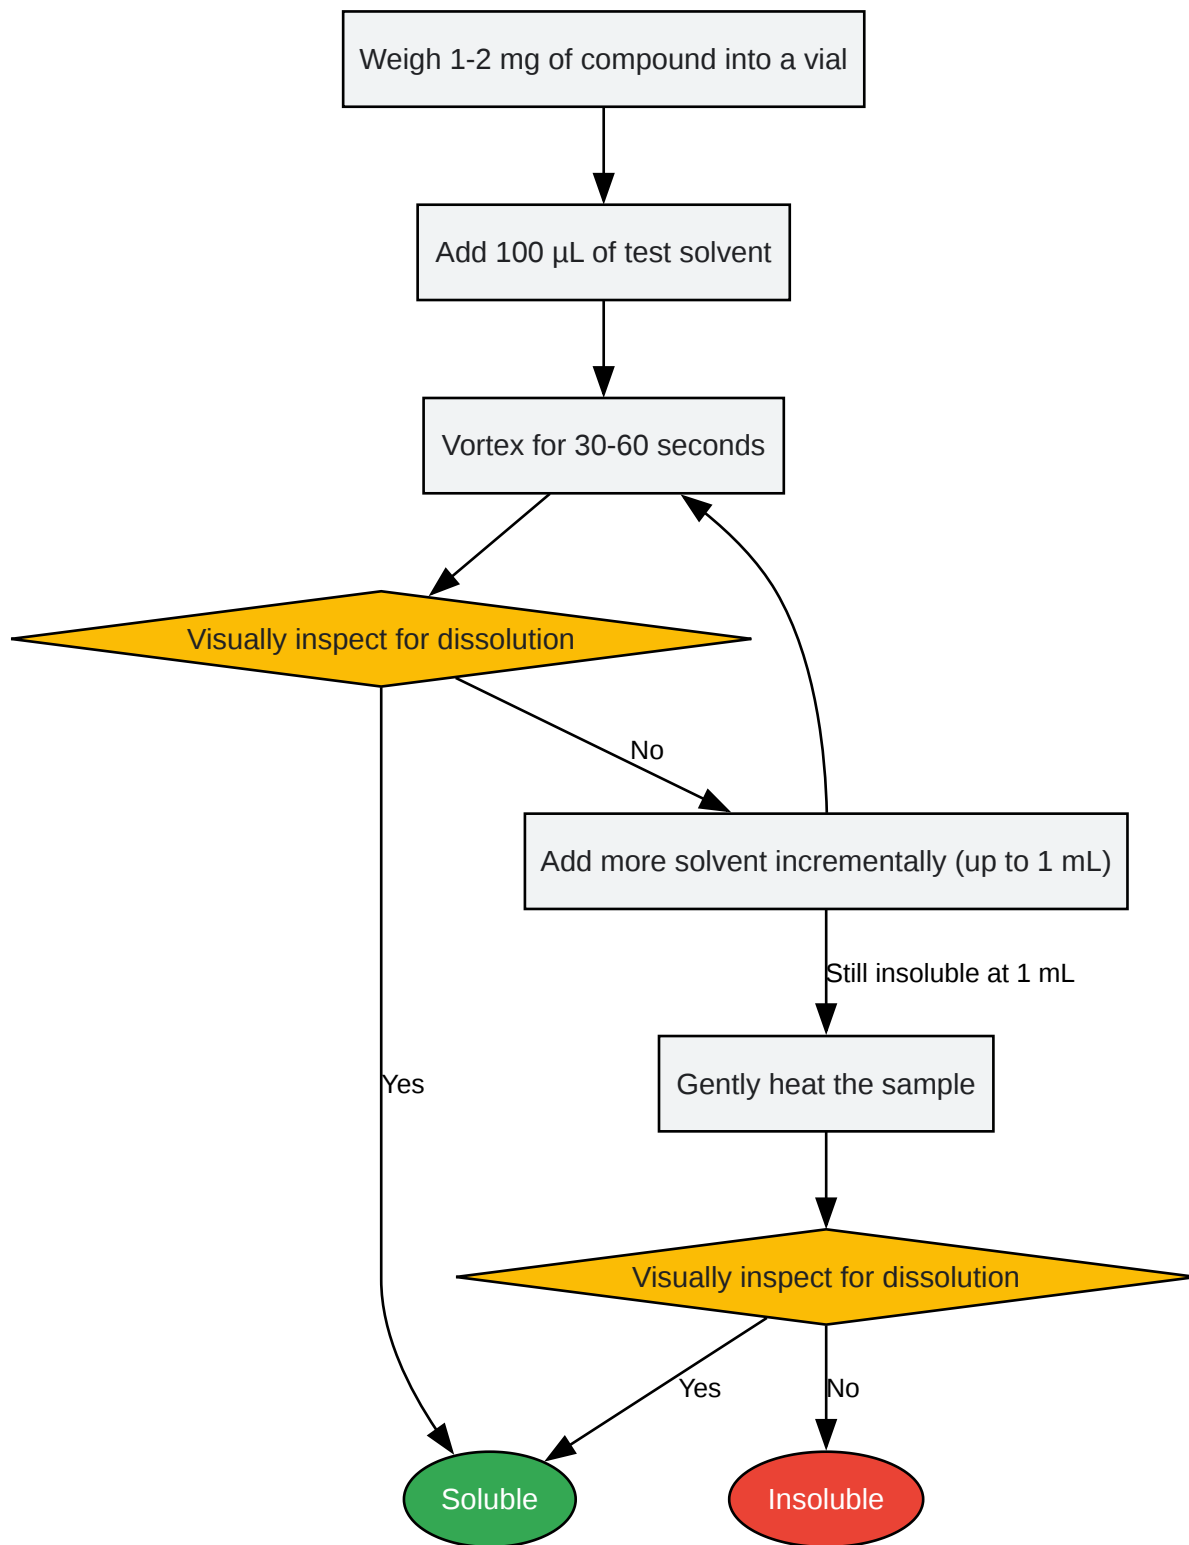 Weigh 1-2 mg of compound into a vial
Add 100 µL of test solvent
Vortex for 30-60 seconds
Visually inspect for dissolution
No
Add more solvent incrementally (up to 1 mL)
Still insoluble at 1 mL
Yes
Gently heat the sample
Visually inspect for dissolution
Yes
No
Soluble
Insoluble